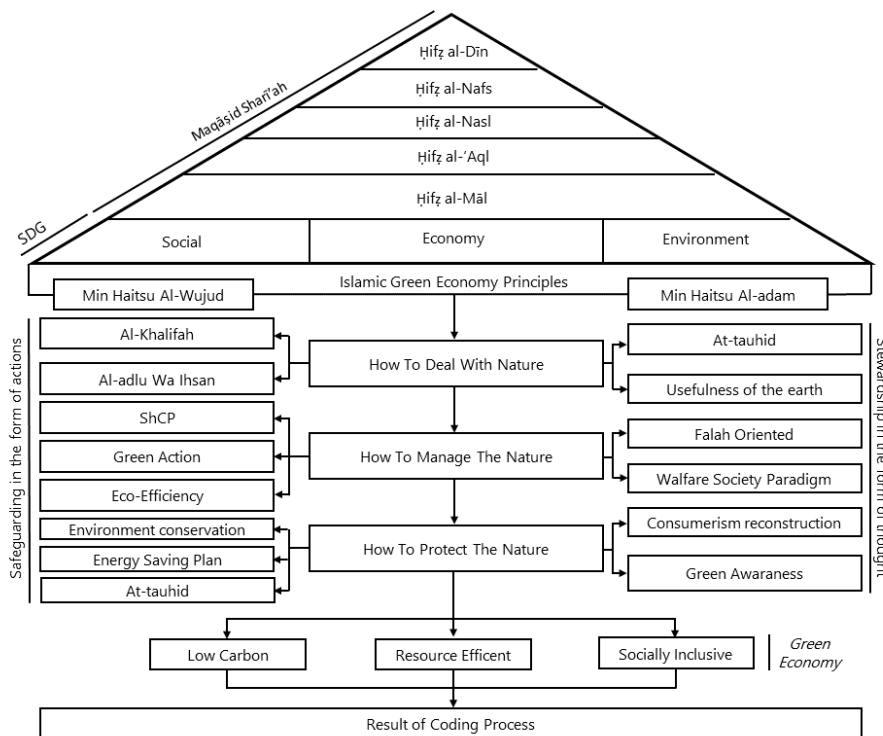 Ḥifẓ al-Dīn
Ḥifẓ al-Nafs
Maqāṣid Sharī'ah
Ḥifẓ al-Nasl
Ḥifẓ al-‘Aql
Ḥifẓ al-Māl
SDG
Social
Economy
Environment
Islamic Green Economy Principles
Min Haitsu Al-Wujud
Min Haitsu Al-adam
Safeguarding in the form of actions
Al-Khalifah
Al-adlu Wa Ihsan
ShCP
Green Action
Eco-Efficiency
Environment conservation
Energy Saving Plan
At-tauhid
How To Deal With Nature
How To Manage The Nature
How To Protect The Nature
At-tauhid
Usefulness of the earth
Falah Oriented
Welfare Society Paradigm
Consumerism reconstruction
Green Awaraness
Stewardship in the form of thought
Low Carbon
Resource Efficent
Socially Inclusive
Green
Economy
Result of Coding Process